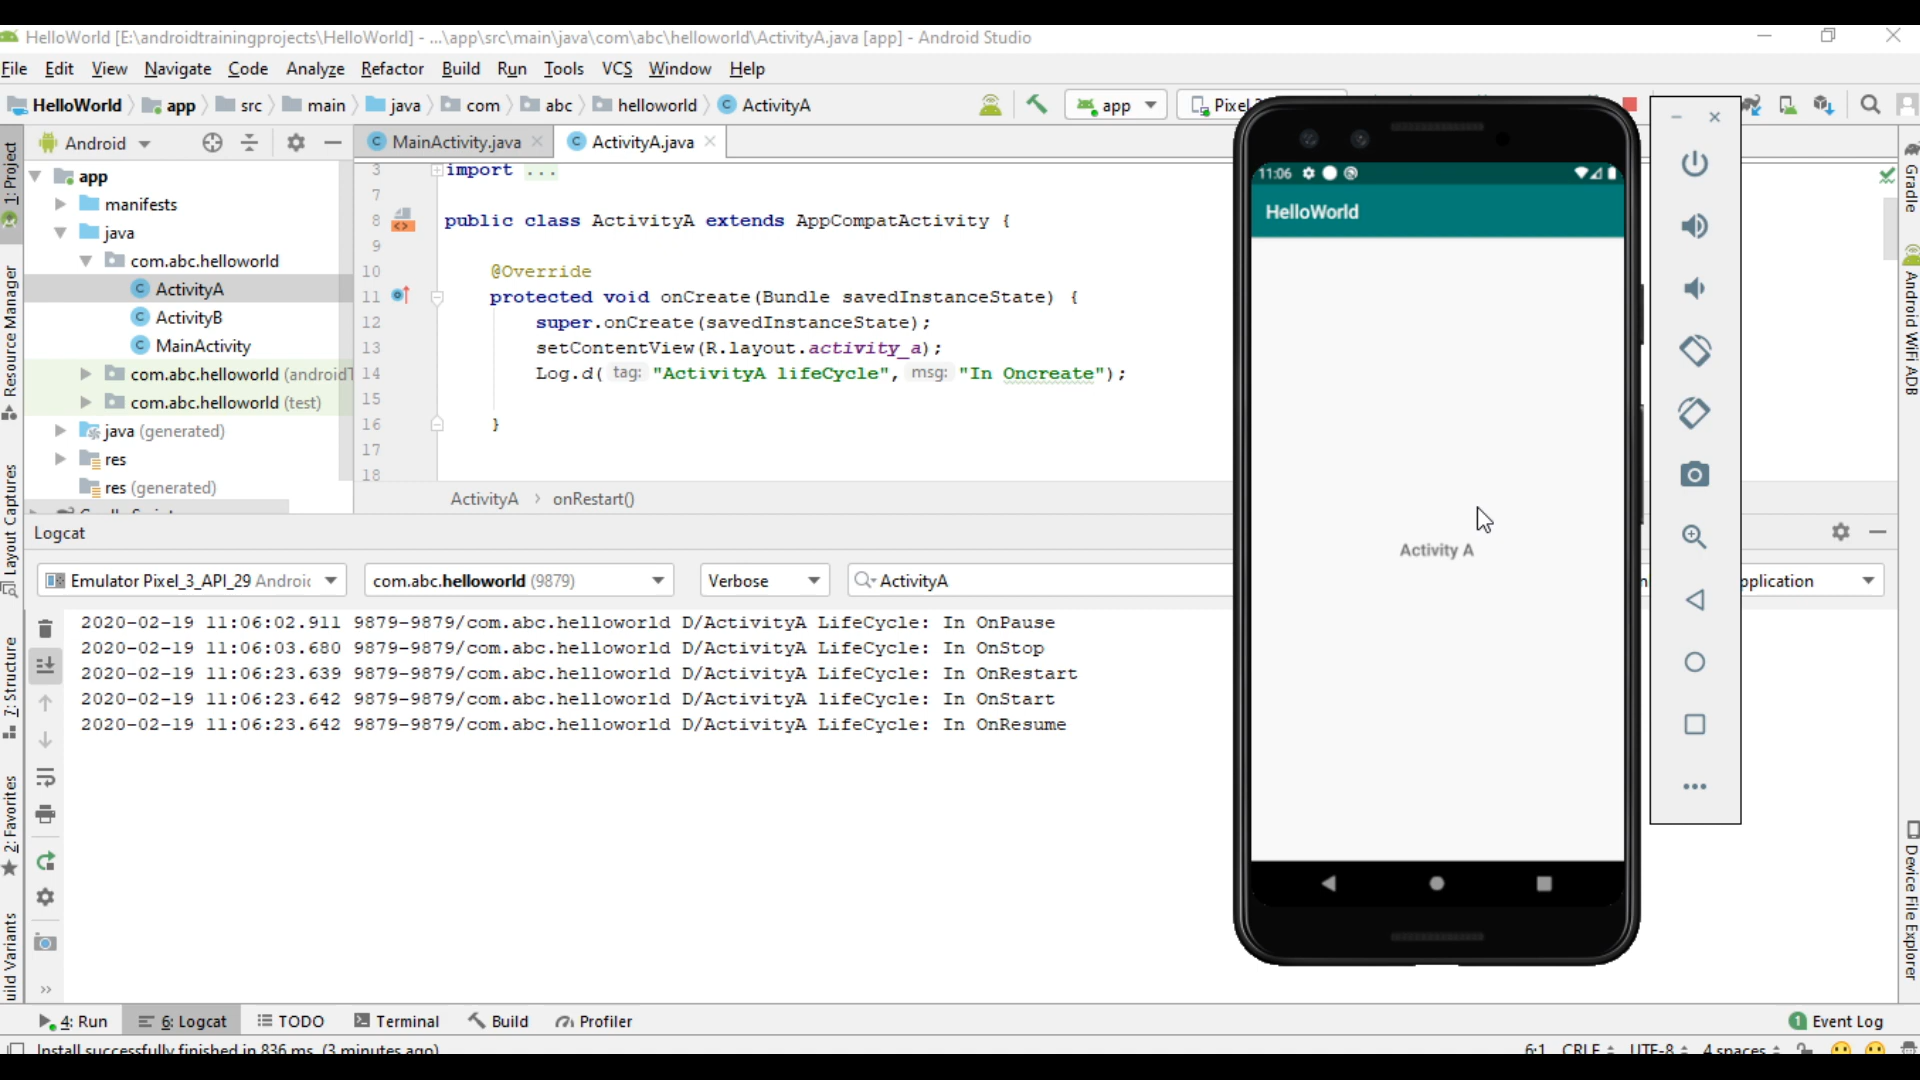 HelloWorld [E:\androidtrainingprojects\HelloWorld] - ...\app\src\main\java\com\abc\helloworld\ActivityA.java [app] - Android Studio
File Edit View Navigate Code Analyze Refactor Build Run Tools VCS Window Help
HelloWorld app src main java com abc helloworld ActivityA app
Android MainActivity.java ActivityA.java
1: Project
Resource Manager
Layout Captures
7: Structure
2: Favorites
app
manifests
java
com.abc.helloworld
ActivityA
ActivityB
MainActivity
com.abc.helloworld
com.abc.helloworld (test)
java (generated)
res
res (generated)
3 import ...
7
8 public class ActivityA extends AppCompatActivity {
9
10 @Override
11 protected void onCreate(Bundle savedInstanceState) {
12 super.onCreate(savedInstanceState);
13 setContentView(R.layout.activity_a);
14 Log.d( tag: "ActivityA lifeCycle", msg: "In Oncreate");
15
16 }
17
18
ActivityA › onRestart()
11:06
HelloWorld
Activity A
Gradle
Android WiFi ADB
Device File Explorer
Logcat
Emulator Pixel_3_API_29 com.abc.helloworld (9879) Verbose ActivityA
2020-02-19 11:06:02.911 9879-9879/com.abc.helloworld D/ActivityA LifeCycle: In OnPause
2020-02-19 11:06:03.680 9879-9879/com.abc.helloworld D/ActivityA LifeCycle: In OnStop
2020-02-19 11:06:23.639 9879-9879/com.abc.helloworld D/ActivityA LifeCycle: In OnRestart
2020-02-19 11:06:23.642 9879-9879/com.abc.helloworld D/ActivityA lifeCycle: In OnStart
2020-02-19 11:06:23.642 9879-9879/com.abc.helloworld D/ActivityA LifeCycle: In OnResume
4: Run 6: Logcat TODO Terminal Build Profiler 1 Event Log
Install successfully finished in 836 ms. (3 minutes ago) 6:1 CRLF UTF-8 4 spaces